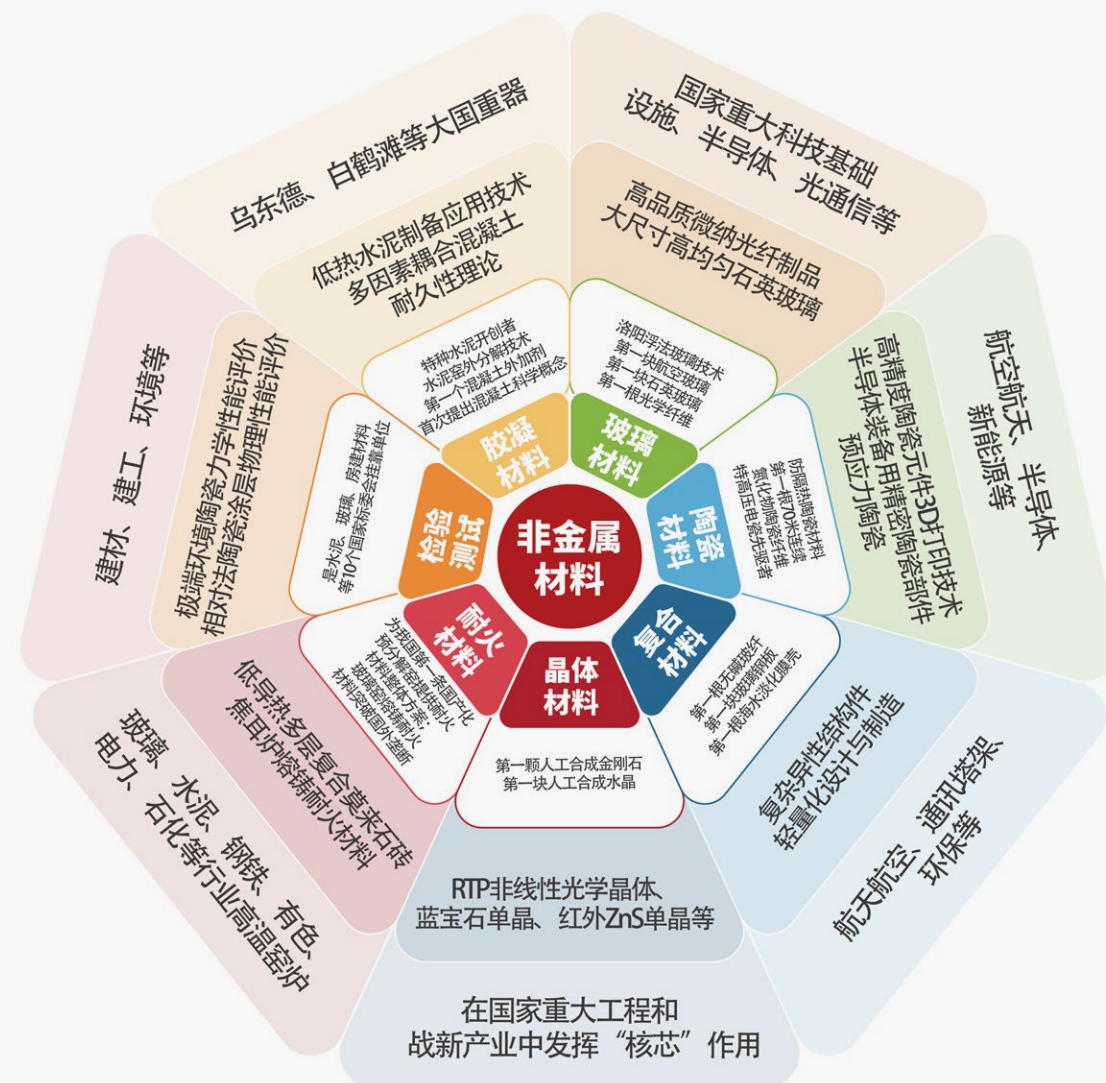 非金属
材料
胶凝
材料
特种水泥开创者
水泥窑外分解技术
第一个混凝土外加剂
首次提出混凝土科学概念
低热水泥制备应用技术
多因素耦合混凝土
耐久性理论
乌东德、白鹤滩等大国重器
玻璃
材料
洛阳浮法玻璃技术
第一块航空玻璃
第一块石英玻璃
第一根光学纤维
高品质微纳光纤制品
大尺寸高均匀石英玻璃
国家重大科技基础
设施、半导体、光通信等
陶瓷
材料
防隔热陶瓷材料
第一根70米连续
氮化物陶瓷纤维
特高压电瓷先驱者
高精度陶瓷元件3D打印技术
半导体装备用精密陶瓷部件
预应力陶瓷
航空航天、半导体、
新能源等
复合
材料
第一根无碱玻纤
第一块玻璃钢板
第一根海水淡化膜壳
复杂异性结构件
轻量化设计与制造
航天航空、通讯塔架、
环保等
晶体
材料
第一颗人工合成金刚石
第一块人工合成水晶
RTP非线性光学晶体、
蓝宝石单晶、红外ZnS单晶等
在国家重大工程和
战新产业中发挥“核芯”作用
耐火
材料
为我国第一条国产化
预分解窑提供耐火
材料整体方案，
玻璃窑熔铸耐火
材料突破国外垄断
低导热多层复合莫来石砖
焦耳炉熔铸耐火材料
玻璃、水泥、钢铁、有色、
电力、石化等行业高温窑炉
检验
测试
是水泥、玻璃、房建材料
等10个国家标委会挂靠单位
极端环境陶瓷力学性能评价
相对法陶瓷涂层物理性能评价
建材、建工、环境等